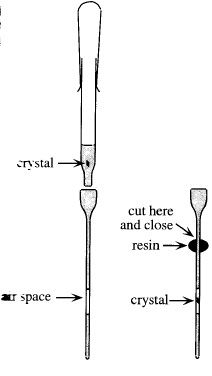 crystal
cut here
and close
resin
air space
crystal